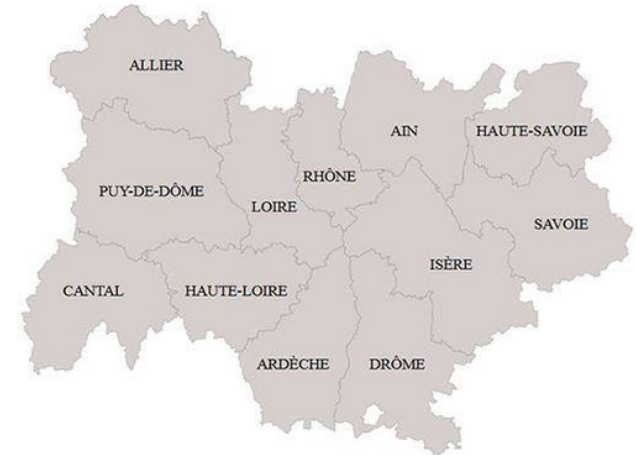 ALLIER
AIN
HAUTE-SAVOIE
PUY-DE-DÔME
RHÔNE
LOIRE
SAVOIE
ISÈRE
CANTAL
HAUTE-LOIRE
ARDÈCHE
DRÔME